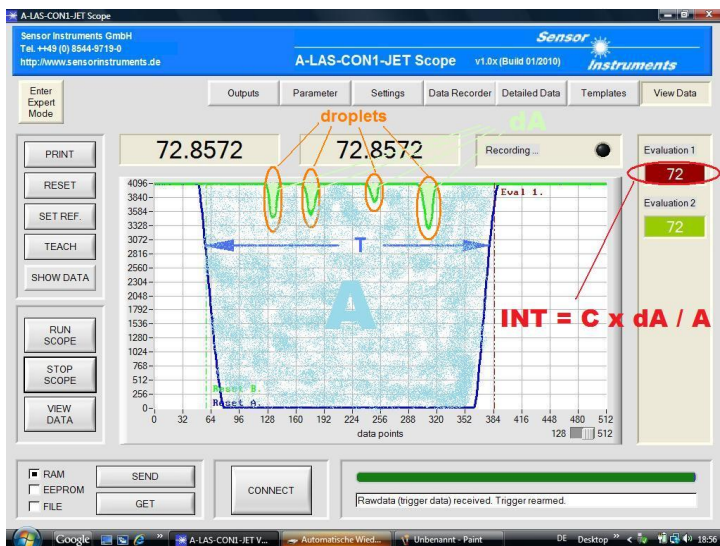 A-LAS-CON1-JET Scope
Sensor Instruments GmbH
Tel. ++49 (0) 8544-9719-0
http://www.sensorinstruments.de
A-LAS-CON1-JET Scope v1.0x (Build 01/2010)
Sensor
Instruments
Enter
Expert
Mode
Outputs Parameter Settings Data Recorder Detailed Data Templates View Data
droplets dA
72.8572 72.8572 Recording ...
Evaluation 1
72
Evaluation 2
72
PRINT
RESET
SET REF.
TEACH
SHOW DATA
RUN
SCOPE
STOP
SCOPE
VIEW
DATA
4096
3840
3584
3328
3072
2816
2560
2304
2048
1792
1536
1280
1024
768
512
256
0
Eval 1.
T
A
INT = C x dA / A
Reset B.
Reset A.
0 32 64 96 128 160 192 224 256 288 320 352 384 416 448 480 512
data points
128 512
RAM
EEPROM
FILE
SEND
GET
CONNECT
Rawdata (trigger data) received. Trigger rearmed.
Google » A-LAS-CON1-JET V... Automatische Wied... Unbenannt - Paint DE Desktop » < 18:56